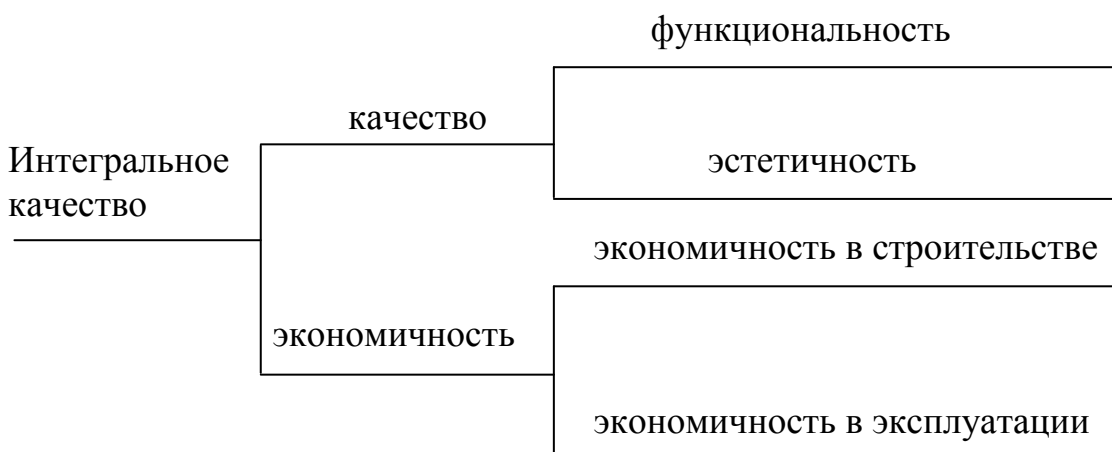 функциональность
качество
Интегральное
качество
эстетичность
экономичность в строительстве
экономичность
экономичность в эксплуатации